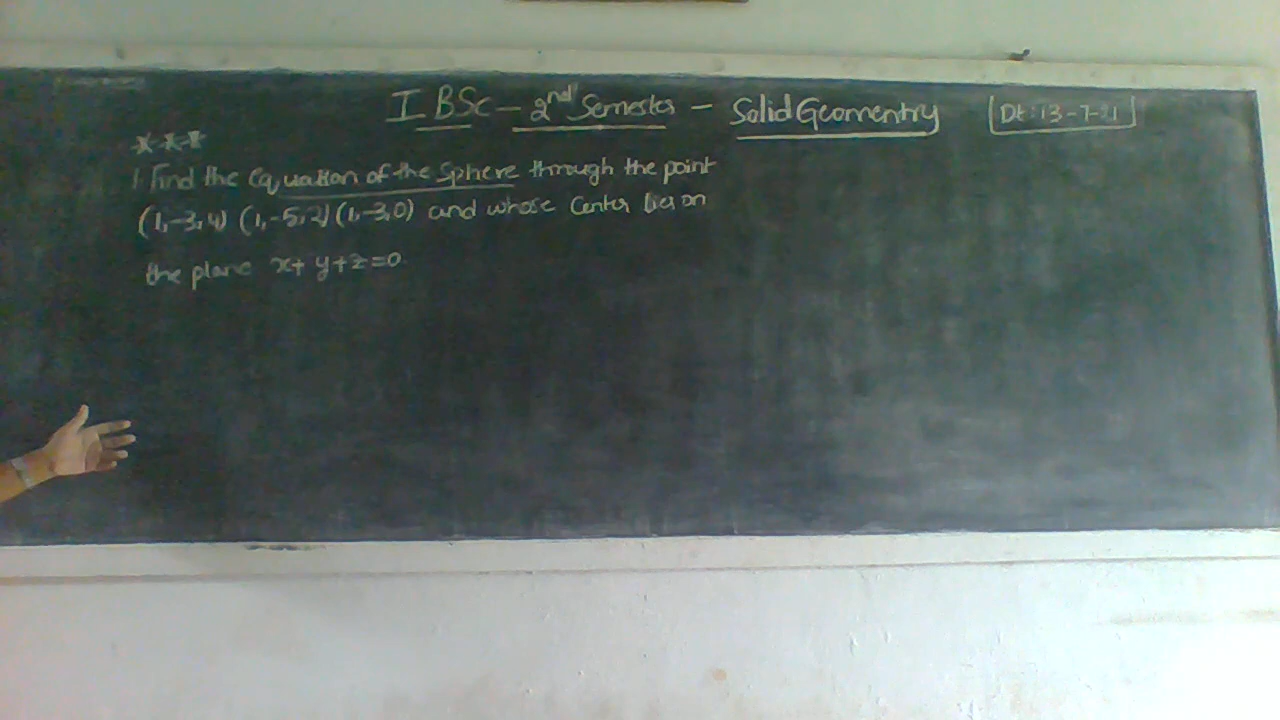 I BSc - 2nd Semester - Solid Geomentry Dt: 13-7-21
***
1. Find the Equation of the Sphere through the point
(1,-3,4) (1,-5,2) (1,-3,0) and whose Center lies on
the plane x+y+z=0